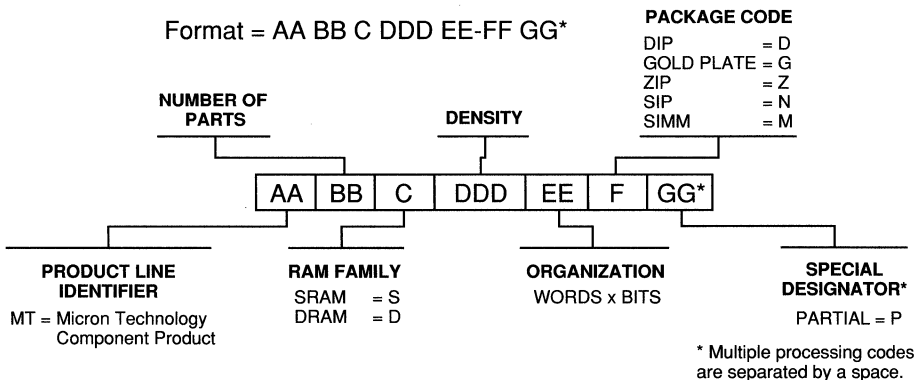 Format = AA BB C DDD EE-FF GG*
PACKAGE CODE
DIP = D
GOLD PLATE = G
ZIP = Z
SIP = N
SIMM = M
NUMBER OF
PARTS
DENSITY
AA BB C DDD EE F GG*
PRODUCT LINE
IDENTIFIER
MT = Micron Technology
Component Product
RAM FAMILY
SRAM = S
DRAM = D
ORGANIZATION
WORDS x BITS
SPECIAL
DESIGNATOR*
PARTIAL = P
* Multiple processing codes
are separated by a space.